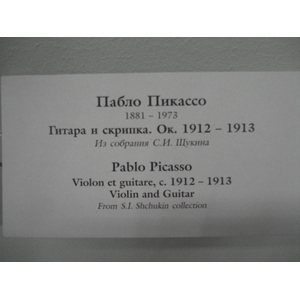 Пабло Пикассо
1881 – 1973
Гитара и скрипка. Ок. 1912 – 1913
Из собрания С.И. Щукина
Pablo Picasso
Violon et guitare, c. 1912 – 1913
Violin and Guitar
From S.I. Shchukin collection